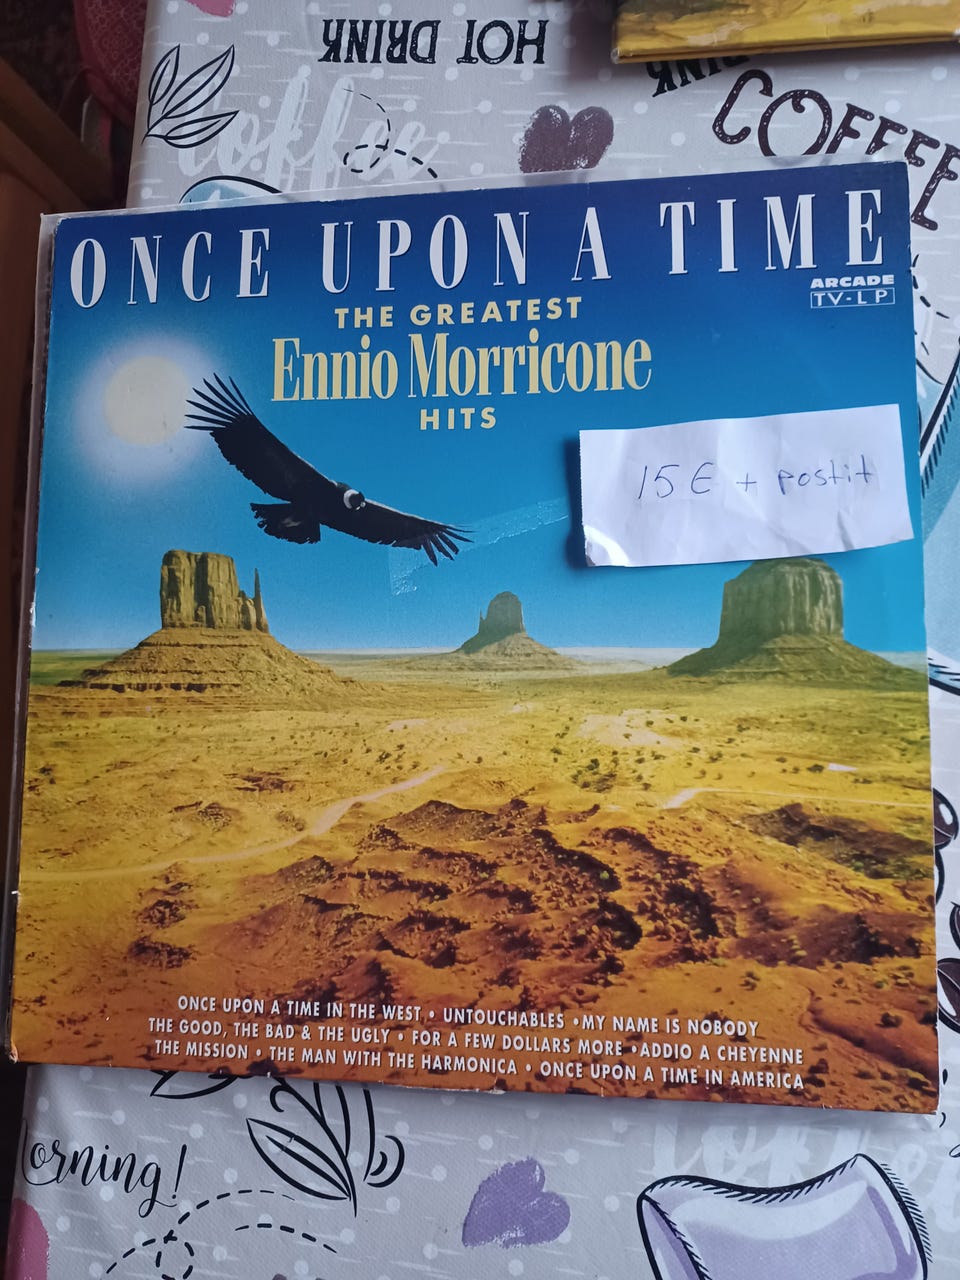 HOT DRINK
DRINK
COFFEE
Coffee
ONCE UPON A TIME
ARCADE
TV-LP
THE GREATEST
Ennio Morricone
HITS
15 € + postit
ONCE UPON A TIME IN THE WEST • UNTOUCHABLES • MY NAME IS NOBODY
THE GOOD, THE BAD & THE UGLY • FOR A FEW DOLLARS MORE • ADDIO A CHEYENNE
THE MISSION • THE MAN WITH THE HARMONICA • ONCE UPON A TIME IN AMERICA
orning!